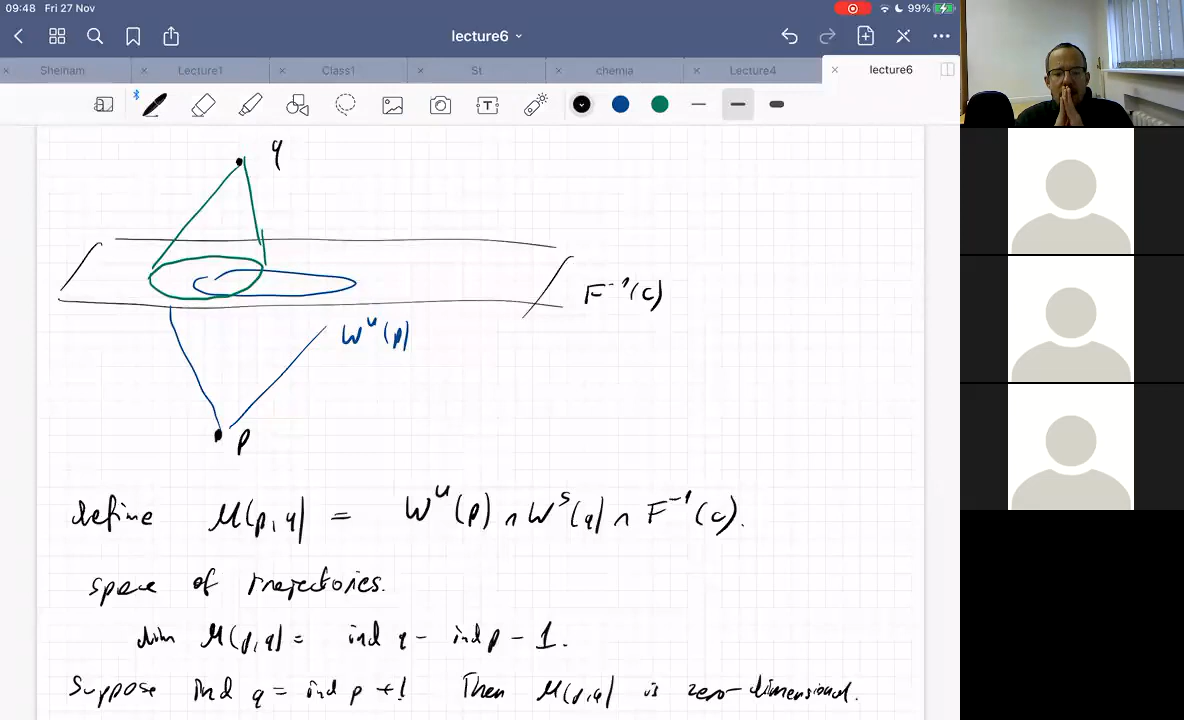 09:48 Fri 27 Nov
99%
lecture6
Sheiham
Lecture1
Class1
St
chemia
Lecture4
lecture6
q
F⁻¹(c)
Wᵘ(p)
p
define M(p,q) = Wᵘ(p) ∩ Wˢ(q) ∩ F⁻¹(c).
space of trajectories.
dim M(p,q) = ind q - ind p - 1.
Suppose ind q = ind p + 1 Then M(p,q) is zero-dimensional.